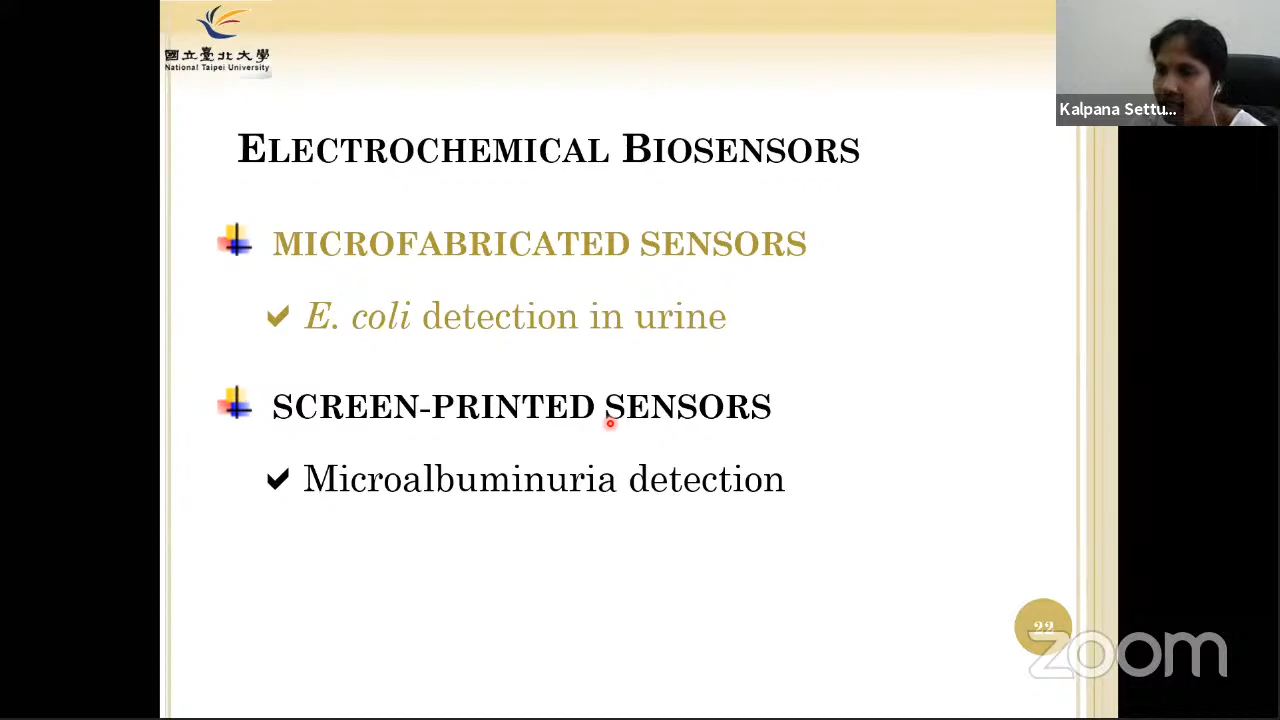 國立臺北大學
National Taipei University
Kalpana Settu...
ELECTROCHEMICAL BIOSENSORS
MICROFABRICATED SENSORS
E. coli detection in urine
SCREEN-PRINTED SENSORS
Microalbuminuria detection
22
zoom